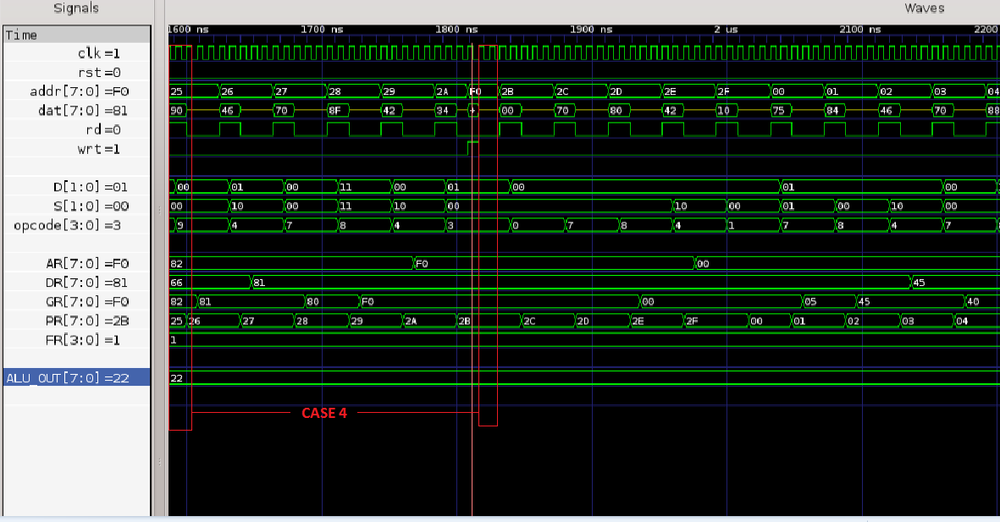 Signals Waves
Time 1600 ns 1700 ns 1800 ns 1900 ns 2 us 2100 ns 2200
clk=1
rst=0
addr[7:0]=F0 25 26 27 28 29 2A F0 2B 2C 2D 2E 2F 00 01 02 03 04
dat[7:0]=81 90 46 70 8F 42 34 + 00 70 80 42 10 75 84 46 70 88
rd=0
wrt=1
D[1:0]=01 00 01 00 11 00 01 00 01 00
S[1:0]=00 00 10 00 11 10 00 10 00 01 00 10 00
opcode[3:0]=3 9 4 7 8 4 3 0 7 8 4 1 7 8 4 7
AR[7:0]=F0 82 F0 00
DR[7:0]=81 66 81 45
GR[7:0]=F0 82 81 80 F0 00 05 45 40
PR[7:0]=2B 25 26 27 28 29 2A 2B 2C 2D 2E 2F 00 01 02 03 04
FR[3:0]=1 1
ALU_OUT[7:0]=22 22
CASE 4